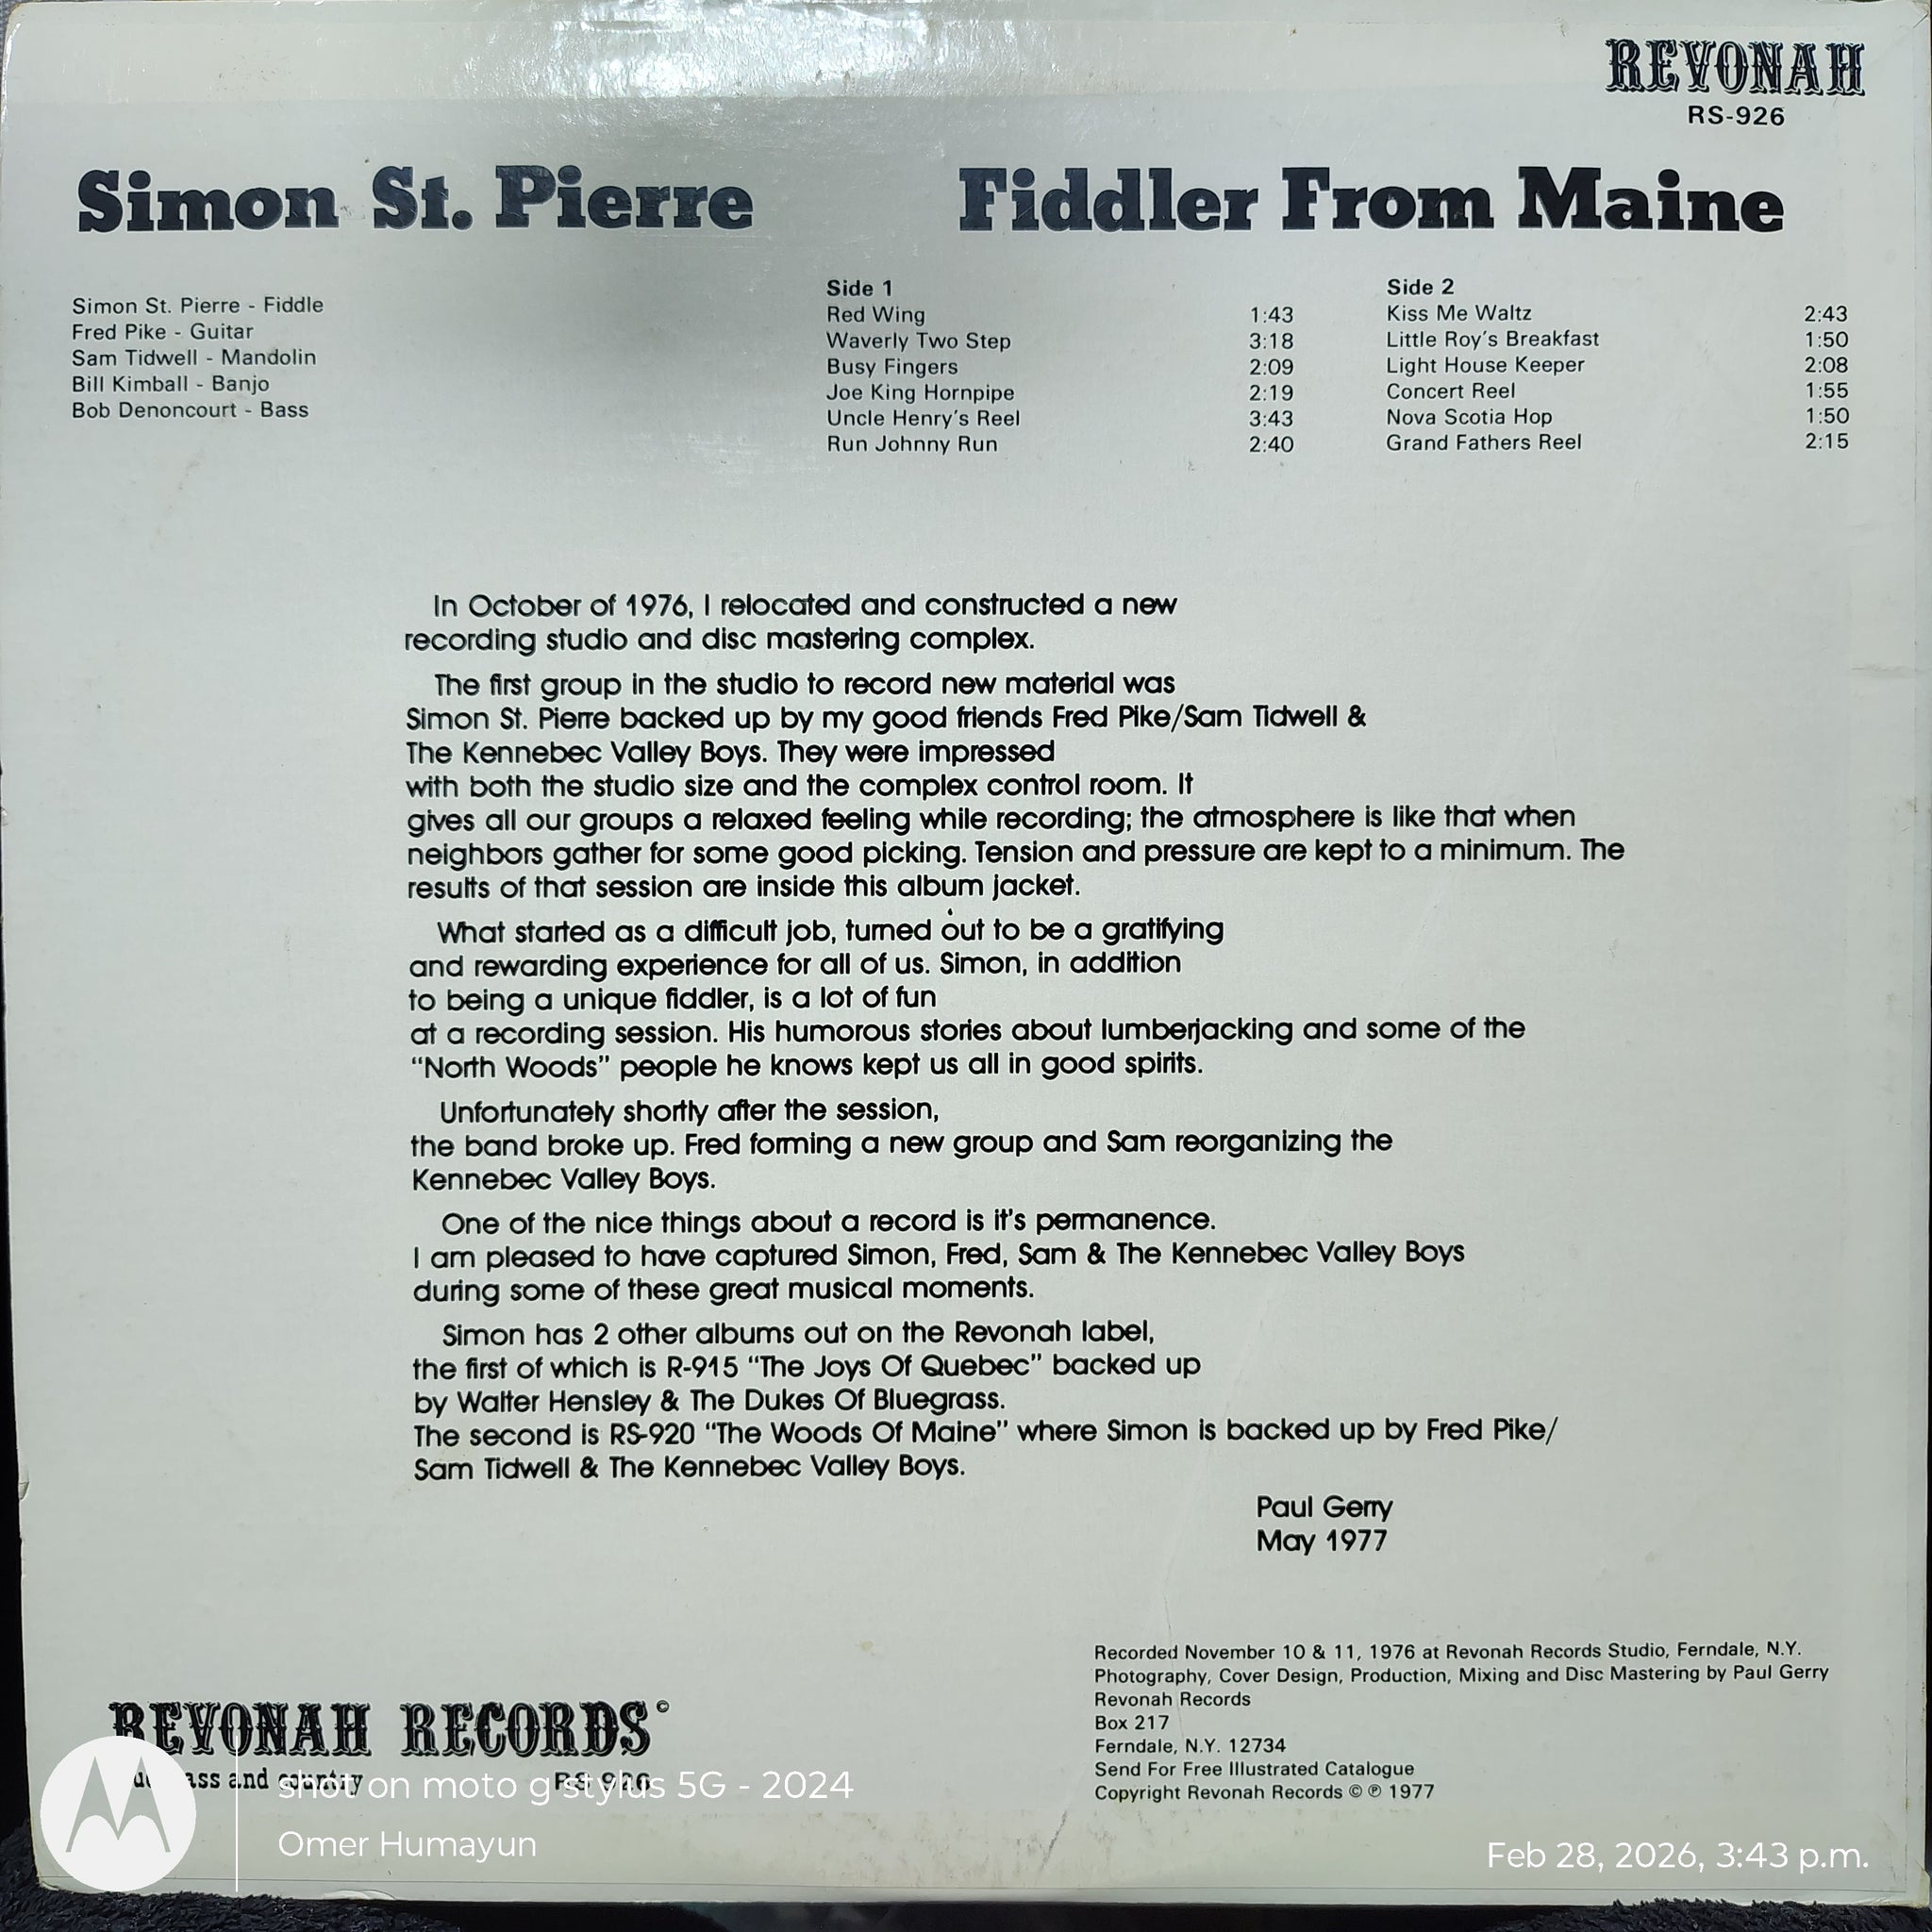 REVONAH
RS-926
Simon St. Pierre
Fiddler From Maine
Simon St. Pierre - Fiddle
Fred Pike - Guitar
Sam Tidwell - Mandolin
Bill Kimball - Banjo
Bob Denoncourt - Bass
Side 1
Red Wing 1:43
Waverly Two Step 3:18
Busy Fingers 2:09
Joe King Hornpipe 2:19
Uncle Henry's Reel 3:43
Run Johnny Run 2:40
Side 2
Kiss Me Waltz 2:43
Little Roy's Breakfast 1:50
Light House Keeper 2:08
Concert Reel 1:55
Nova Scotia Hop 1:50
Grand Fathers Reel 2:15
In October of 1976, I relocated and constructed a new
recording studio and disc mastering complex.
The first group in the studio to record new material was
Simon St. Pierre backed up by my good friends Fred Pike/Sam Tidwell &
The Kennebec Valley Boys. They were impressed
with both the studio size and the complex control room. It
gives all our groups a relaxed feeling while recording; the atmosphere is like that when
neighbors gather for some good picking. Tension and pressure are kept to a minimum. The
results of that session are inside this album jacket.
What started as a difficult job, turned out to be a gratifying
and rewarding experience for all of us. Simon, in addition
to being a unique fiddler, is a lot of fun
at a recording session. His humorous stories about lumberjacking and some of the
“North Woods” people he knows kept us all in good spirits.
Unfortunately shortly after the session,
the band broke up. Fred forming a new group and Sam reorganizing the
Kennebec Valley Boys.
One of the nice things about a record is it's permanence.
I am pleased to have captured Simon, Fred, Sam & The Kennebec Valley Boys
during some of these great musical moments.
Simon has 2 other albums out on the Revonah label,
the first of which is R-915 “The Joys Of Quebec” backed up
by Walter Hensley & The Dukes Of Bluegrass.
The second is RS-920 “The Woods Of Maine” where Simon is backed up by Fred Pike/
Sam Tidwell & The Kennebec Valley Boys.
Paul Gerry
May 1977
Recorded November 10 & 11, 1976 at Revonah Records Studio, Ferndale, N.Y.
Photography, Cover Design, Production, Mixing and Disc Mastering by Paul Gerry
Revonah Records
Box 217
Ferndale, N.Y. 12734
Send For Free Illustrated Catalogue
Copyright Revonah Records © ℗ 1977
REVONAH RECORDS©
and country RS-926
shot on moto g stylus 5G - 2024
Omer Humayun
Feb 28, 2026, 3:43 p.m.